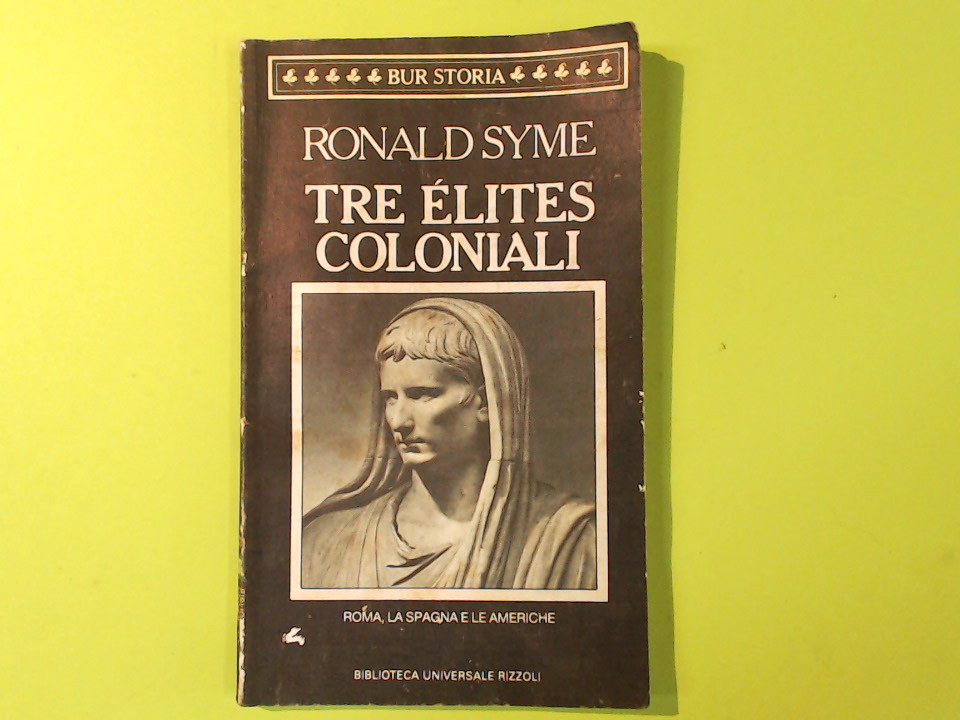 BUR STORIA
RONALD SYME
TRE ÉLITES
COLONIALI
ROMA, LA SPAGNA E LE AMERICHE
BIBLIOTECA UNIVERSALE RIZZOLI